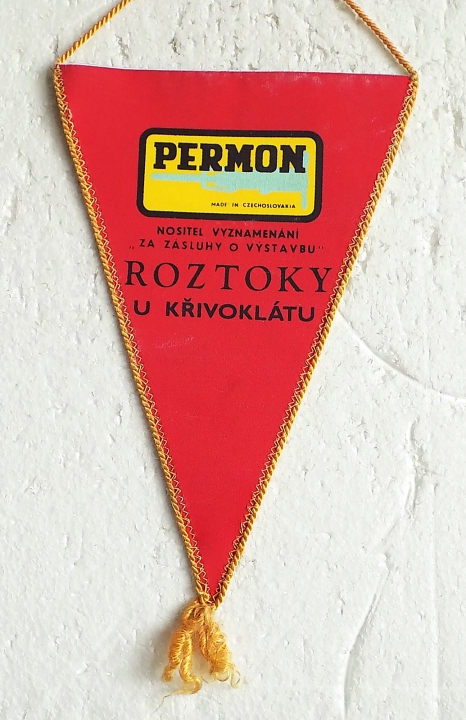 PERMON
MADE IN CZECHOSLOVAKIA
NOSITEL VYZNAMENÁNÍ
„ZA ZÁSLUHY O VÝSTAVBU"
ROZTOKY
U KŘIVOKLÁTU